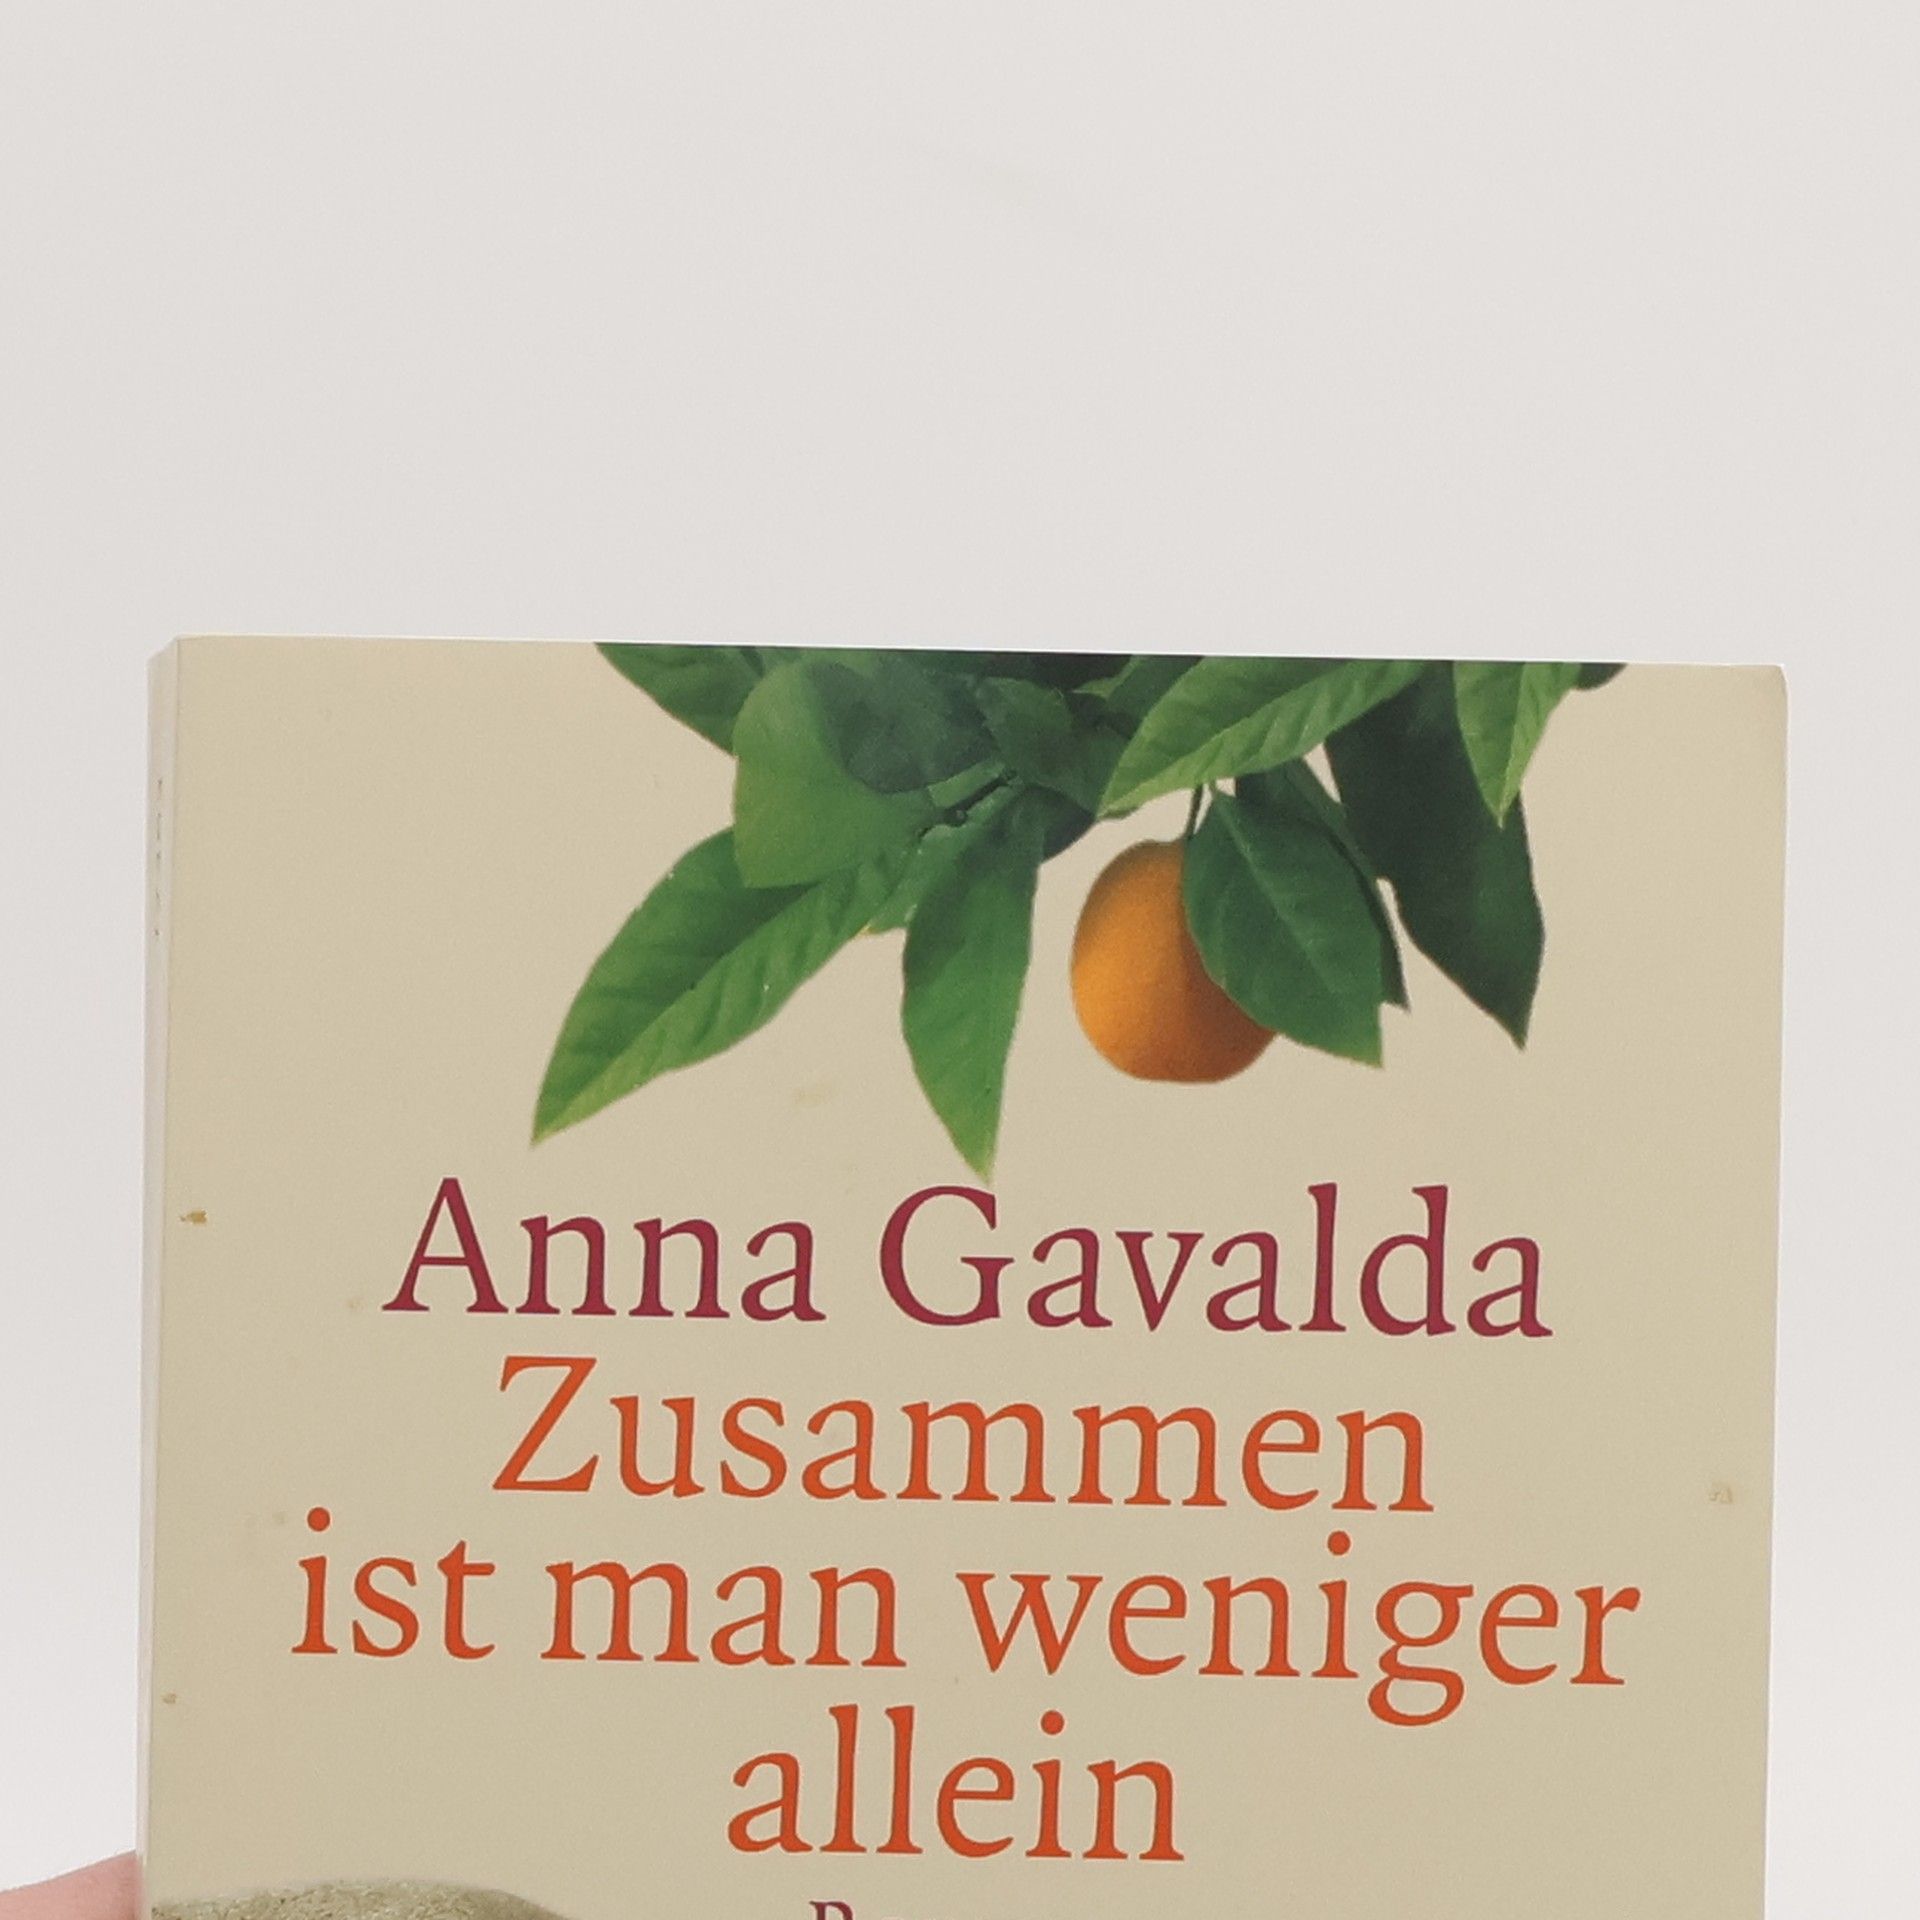 Anna Gavalda
Zusammen
ist man weniger
allein